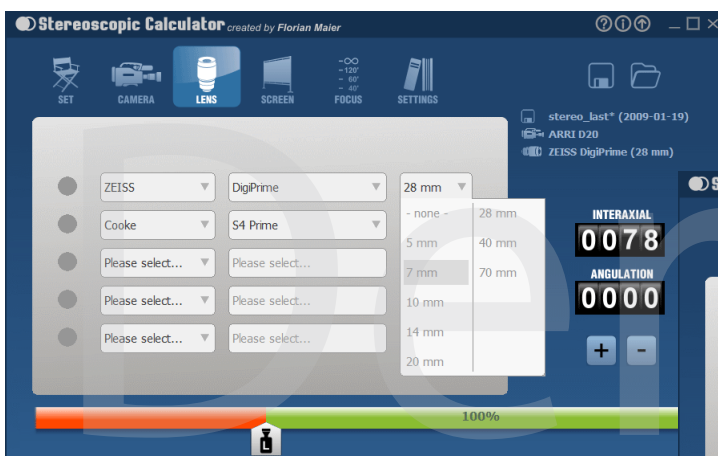 Stereoscopic Calculator created by Florian Maier
-∞
-120'
- 60'
- 40'
SET CAMERA LENS SCREEN FOCUS SETTINGS
stereo_last* (2009-01-19)
ARRI D20
ZEISS DigiPrime (28 mm)
ZEISS DigiPrime 28 mm
Cooke S4 Prime
Please select... Please select...
Please select... Please select...
Please select... Please select...
- none - 28 mm
5 mm 40 mm
7 mm 70 mm
10 mm
14 mm
20 mm
INTERAXIAL
0078
ANGULATION
0000
+ -
100%
L